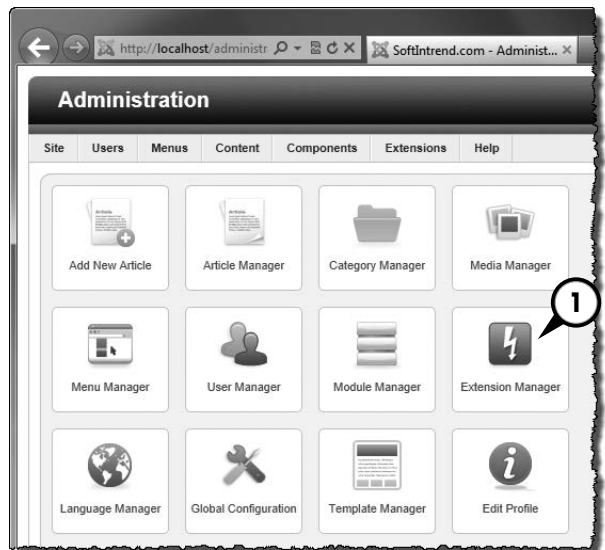 http://localhost/administr
SoftIntrend.com - Administ...
Administration
Site Users Menus Content Components Extensions Help
Add New Article Article Manager Category Manager Media Manager
1
Menu Manager User Manager Module Manager Extension Manager
Language Manager Global Configuration Template Manager Edit Profile